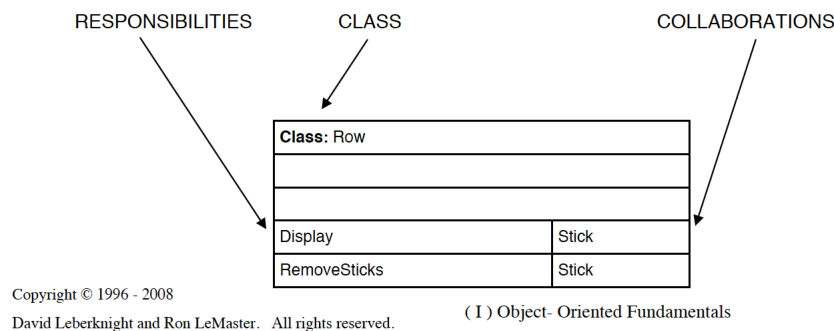 RESPONSIBILITIES CLASS COLLABORATIONS
Class: Row
Display Stick
RemoveSticks Stick
Copyright © 1996 - 2008
David Leberknight and Ron LeMaster. All rights reserved.
( I ) Object- Oriented Fundamentals